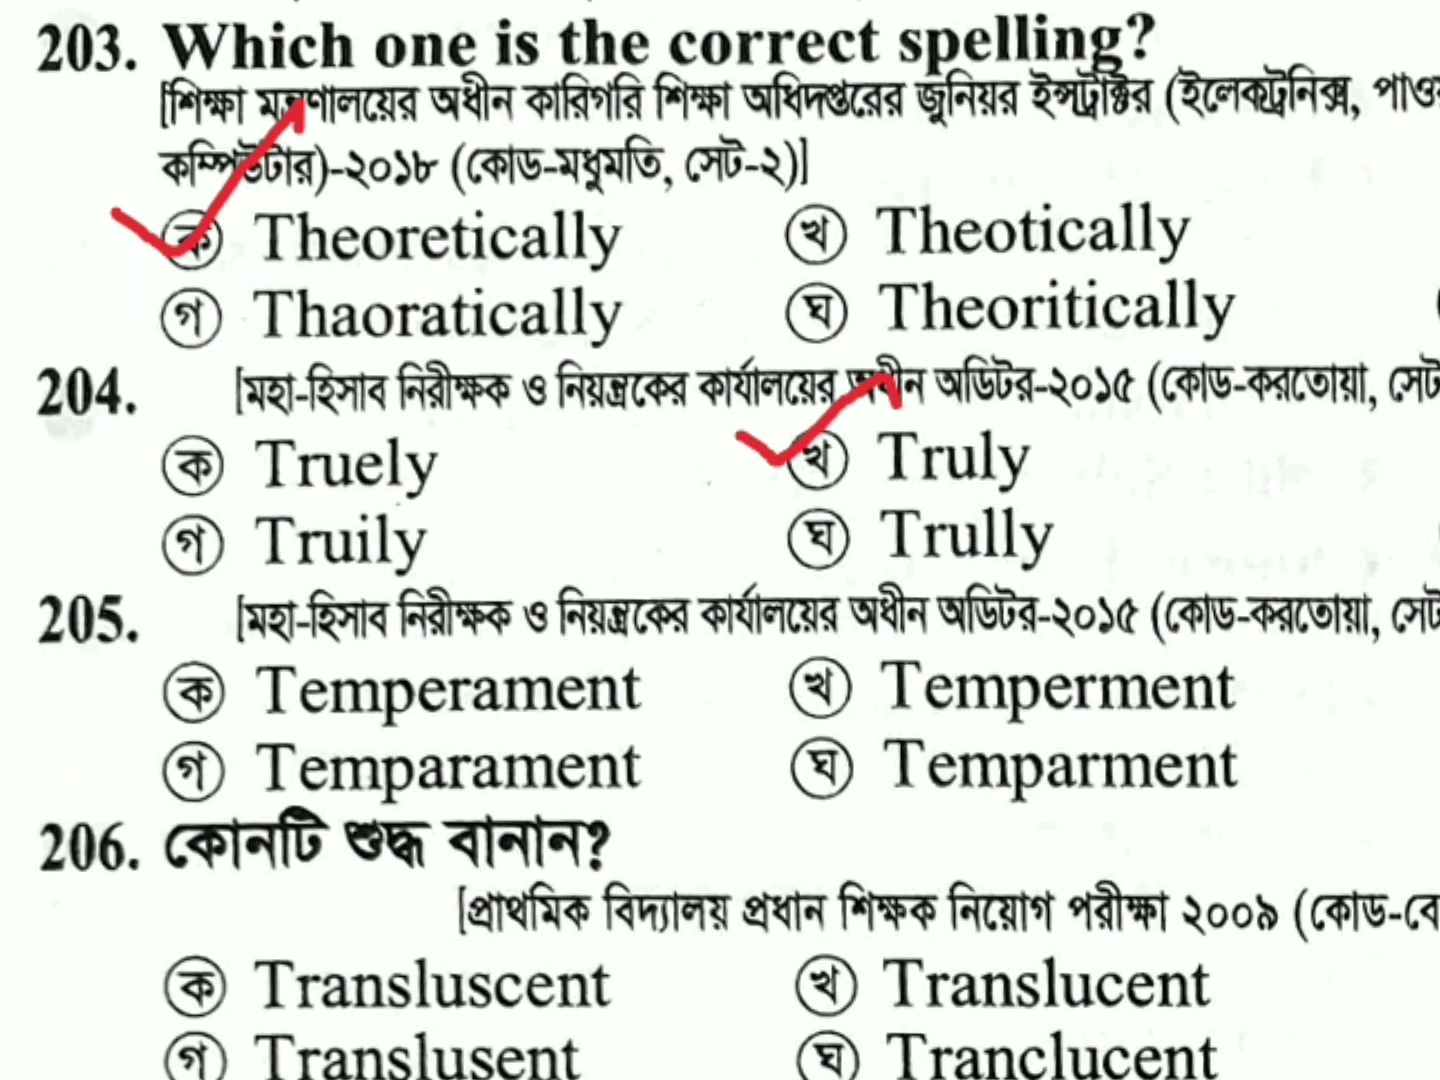 203. Which one is the correct spelling?
[শিক্ষা মন্ত্রণালয়ের অধীন কারিগরি শিক্ষা অধিদপ্তরের জুনিয়র ইন্সট্রাক্টর (ইলেকট্রনিক্স,
কম্পিউটার)-২০১৮ (কোড-মধুমতি, সেট-২)]
ক Theoretically খ Theotically
গ Thaoratically ঘ Theoritically
204. [মহা-হিসাব নিরীক্ষক ও নিয়ন্ত্রকের কার্যালয়ের অধীন অডিটর-২০১৫ (কোড-করতোয়া, সেট
ক Truely খ Truly
গ Truily ঘ Trully
205. [মহা-হিসাব নিরীক্ষক ও নিয়ন্ত্রকের কার্যালয়ের অধীন অডিটর-২০১৫ (কোড-করতোয়া, সেট
ক Temperament খ Temperment
গ Temparament ঘ Temparment
206. কোনটি শুদ্ধ বানান?
[প্রাথমিক বিদ্যালয় প্রধান শিক্ষক নিয়োগ পরীক্ষা ২০০৯ (কোড-বে
ক Transluscent খ Translucent
গ Translusent ঘ Tranclucent